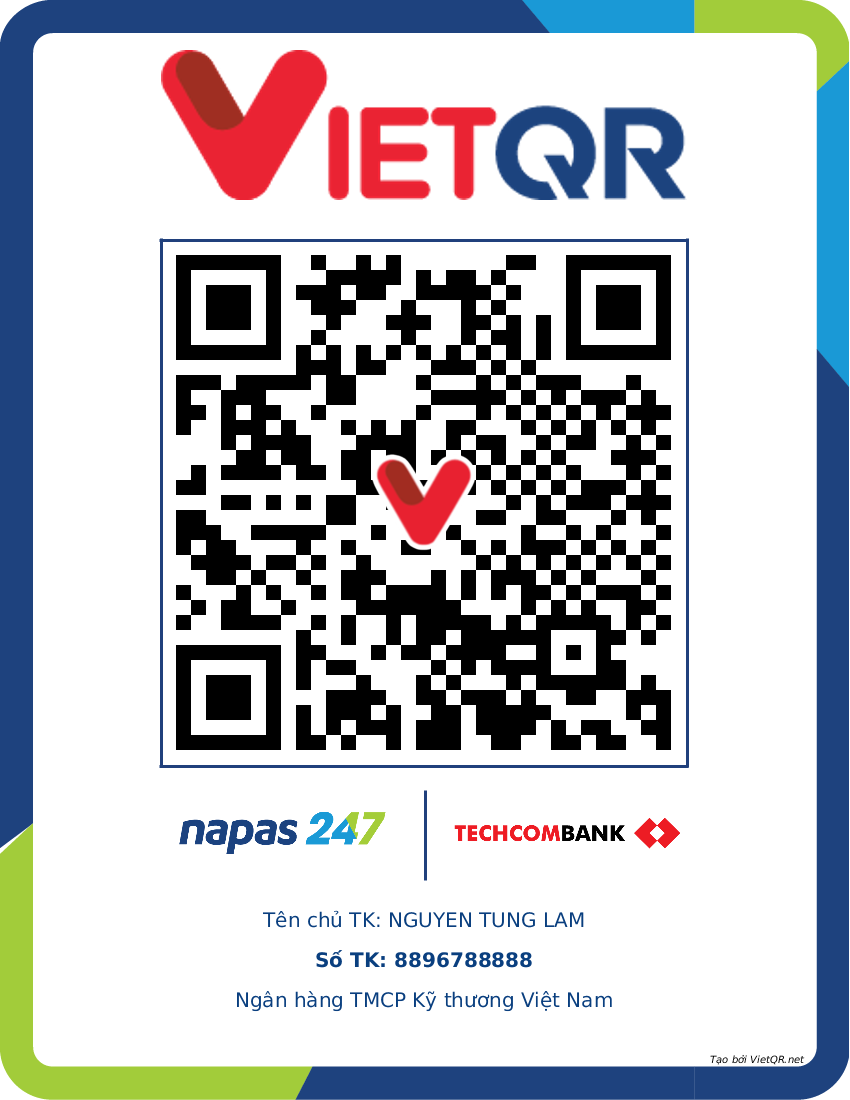 VIETQR
napas 247
TECHCOMBANK
Tên chủ TK: NGUYEN TUNG LAM
Số TK: 8896788888
Ngân hàng TMCP Kỹ thương Việt Nam
Tạo bởi VietQR.net